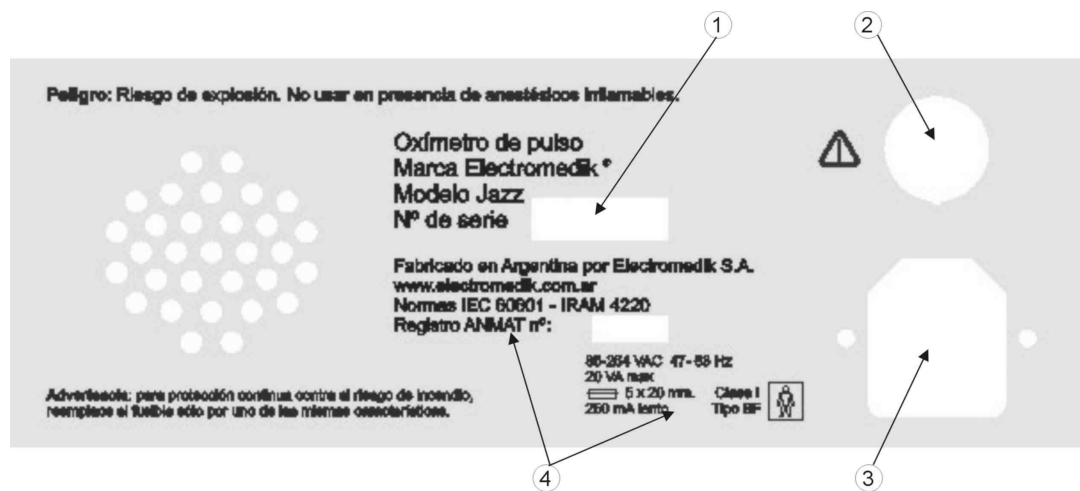 1
2
Peligro: Riesgo de explosión. No usar en presencia de anestésicos inflamables.
Oxímetro de pulso
Marca Electromedik ®
Modelo Jazz
Nº de serie
Fabricado en Argentina por Electromedik S.A.
www.electromedik.com.ar
Normas IEC 60601 - IRAM 4220
Registro ANMAT nº:
VAC 47- Hz
20 VA max
5 x 20 mm.
250 mA lento
Clase I
Tipo BF
Advertencia: para protección continua contra el riesgo de incendio,
reemplace el fusible sólo por uno de las mismas características.
4
3